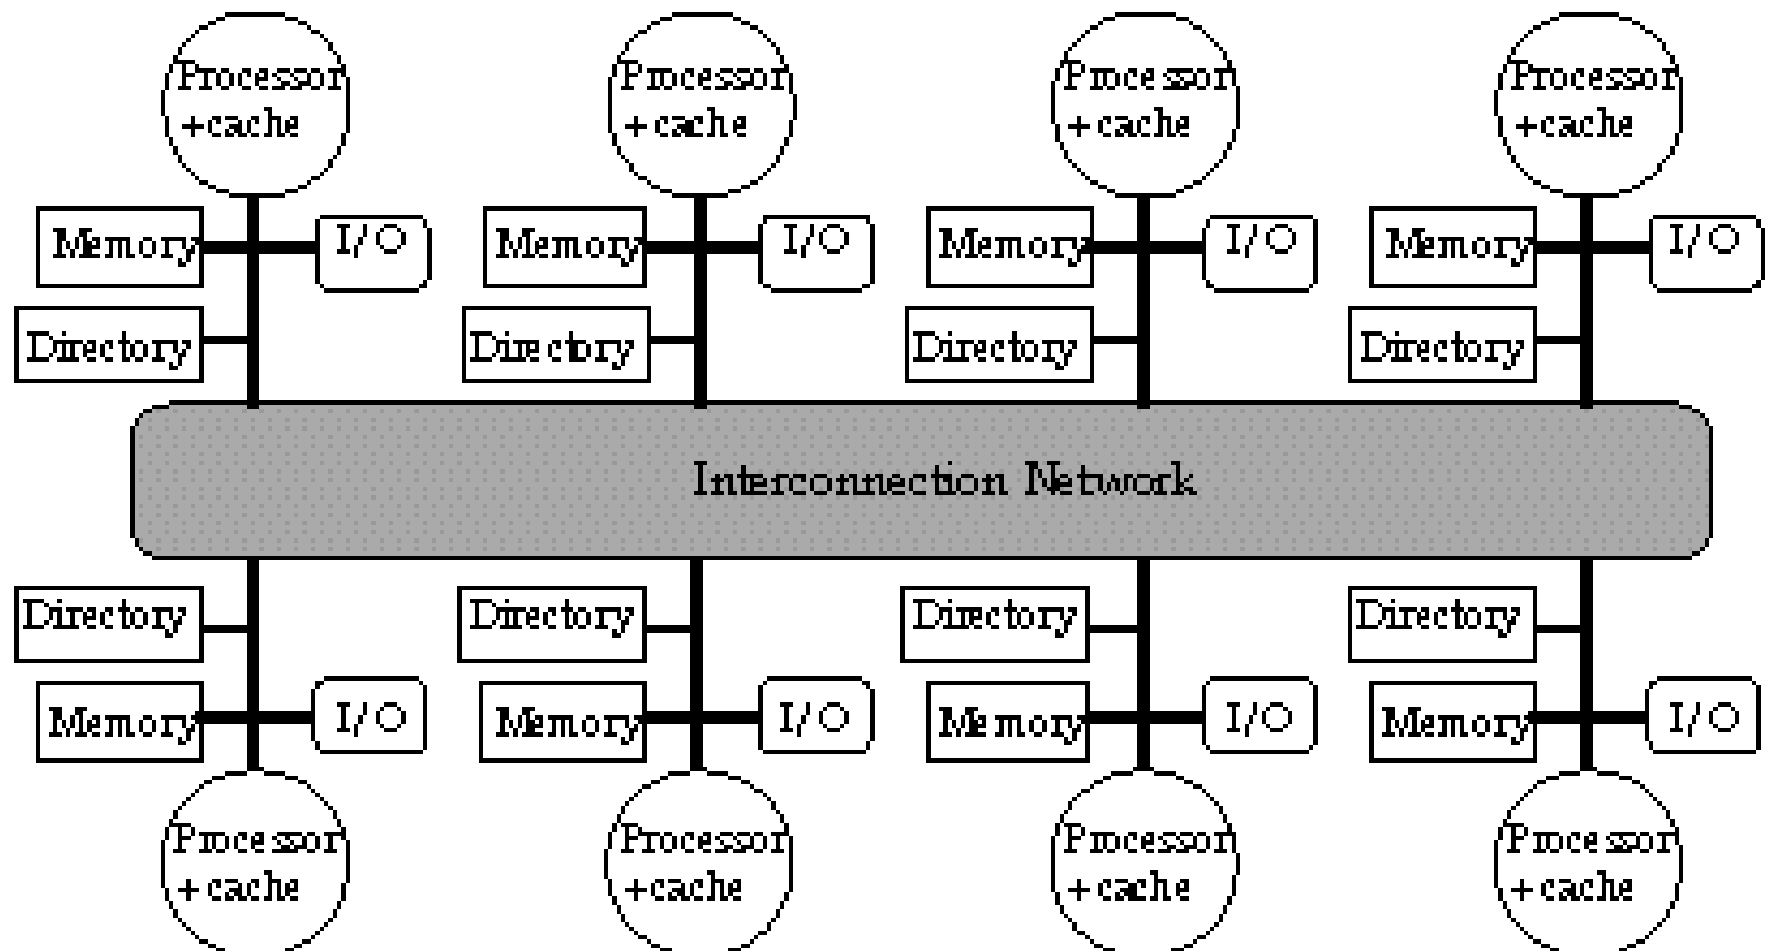 Processor
+cache
Processor
+cache
Processor
+cache
Processor
+cache
Memory
I/O
Memory
I/O
Memory
I/O
Memory
I/O
Directory
Directory
Directory
Directory
Interconnection Network
Directory
Directory
Directory
Directory
Memory
I/O
Memory
I/O
Memory
I/O
Memory
I/O
Processor
+cache
Processor
+cache
Processor
+cache
Processor
+cache